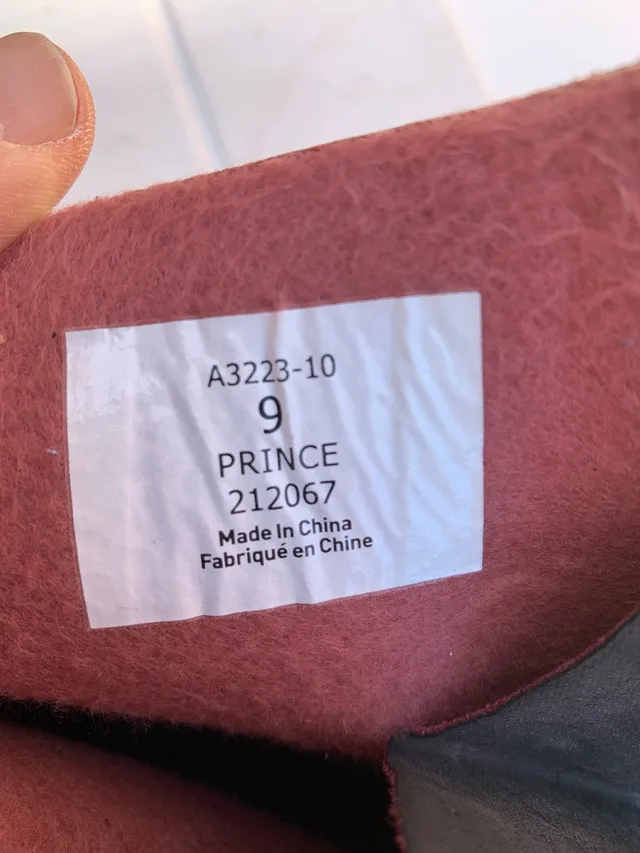 A3223-10
9
PRINCE
212067
Made In China
Fabriqué en Chine